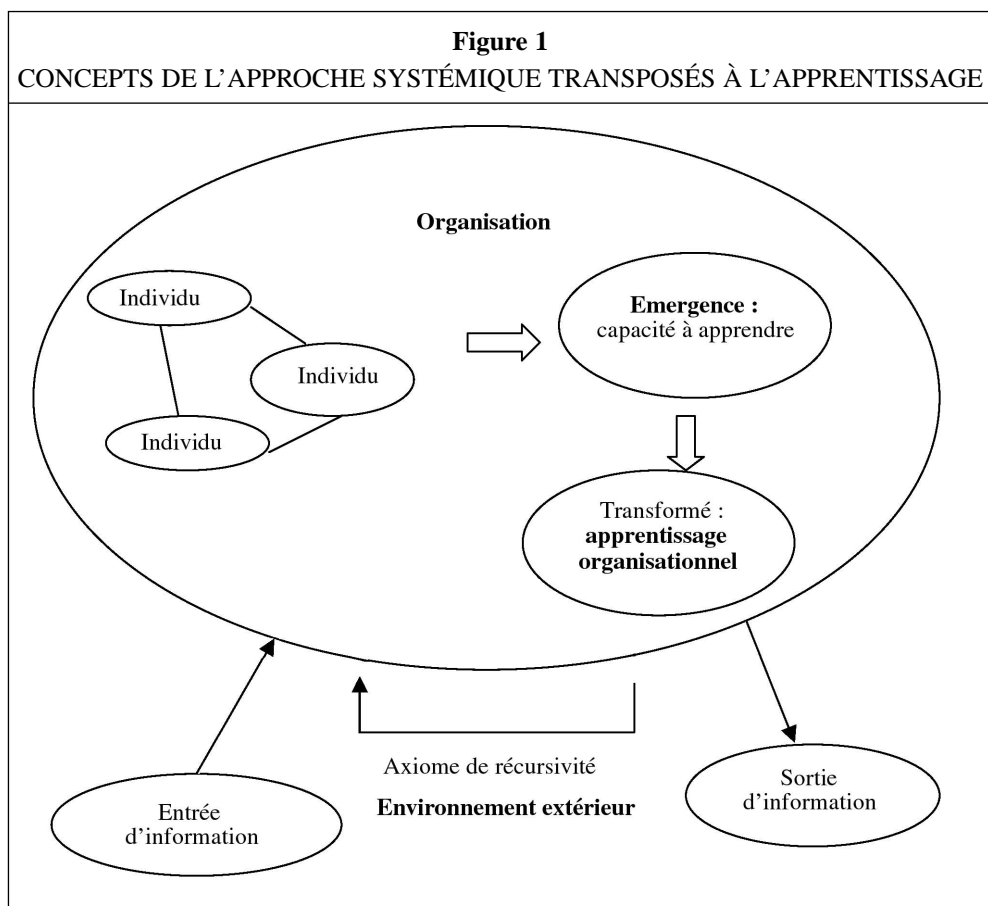 Figure 1
CONCEPTS DE L’APPROCHE SYSTÉMIQUE TRANSPOSÉS À L’APPRENTISSAGE
Organisation
Individu
Individu
Individu
Emergence :
capacité à apprendre
Transformé :
apprentissage
organisationnel
Axiome de récursivité
Environnement extérieur
Entrée
d’information
Sortie
d’information